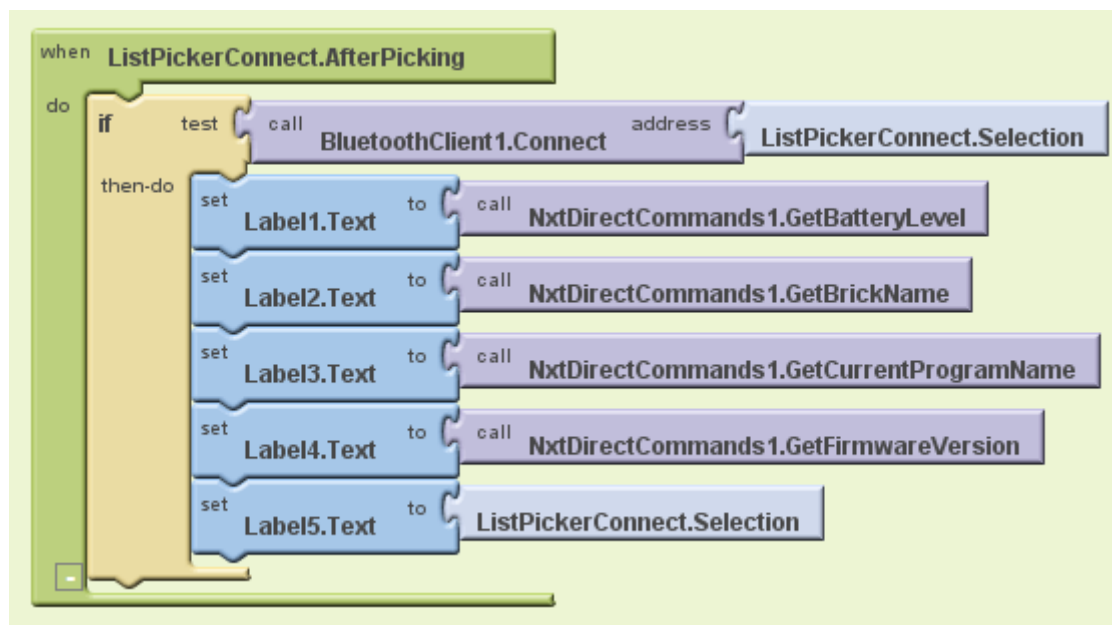 when ListPickerConnect.AfterPicking
do
if test call BluetoothClient1.Connect address ListPickerConnect.Selection
then-do
set Label1.Text to call NxtDirectCommands1.GetBatteryLevel
set Label2.Text to call NxtDirectCommands1.GetBrickName
set Label3.Text to call NxtDirectCommands1.GetCurrentProgramName
set Label4.Text to call NxtDirectCommands1.GetFirmwareVersion
set Label5.Text to ListPickerConnect.Selection
-